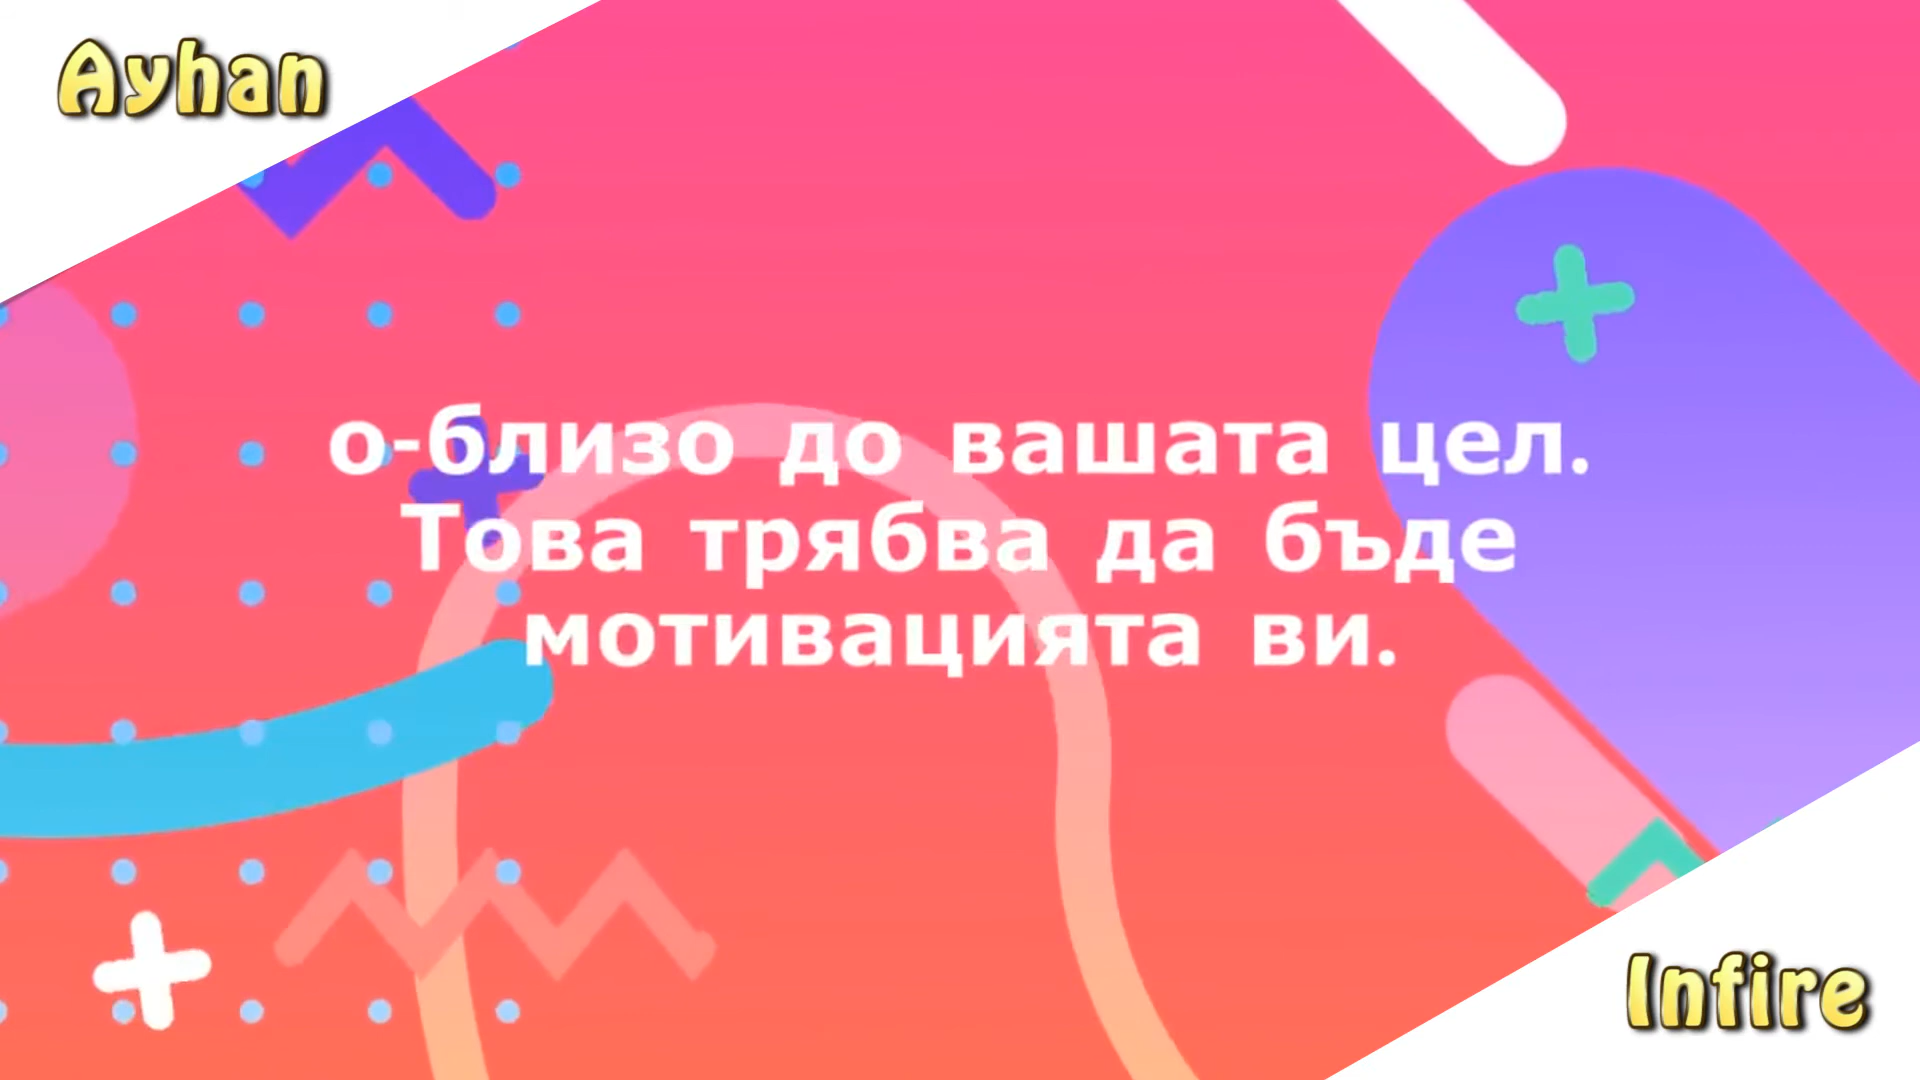 Ayhan
о-близо до вашата цел.
Това трябва да бъде
мотивацията ви.
Infire